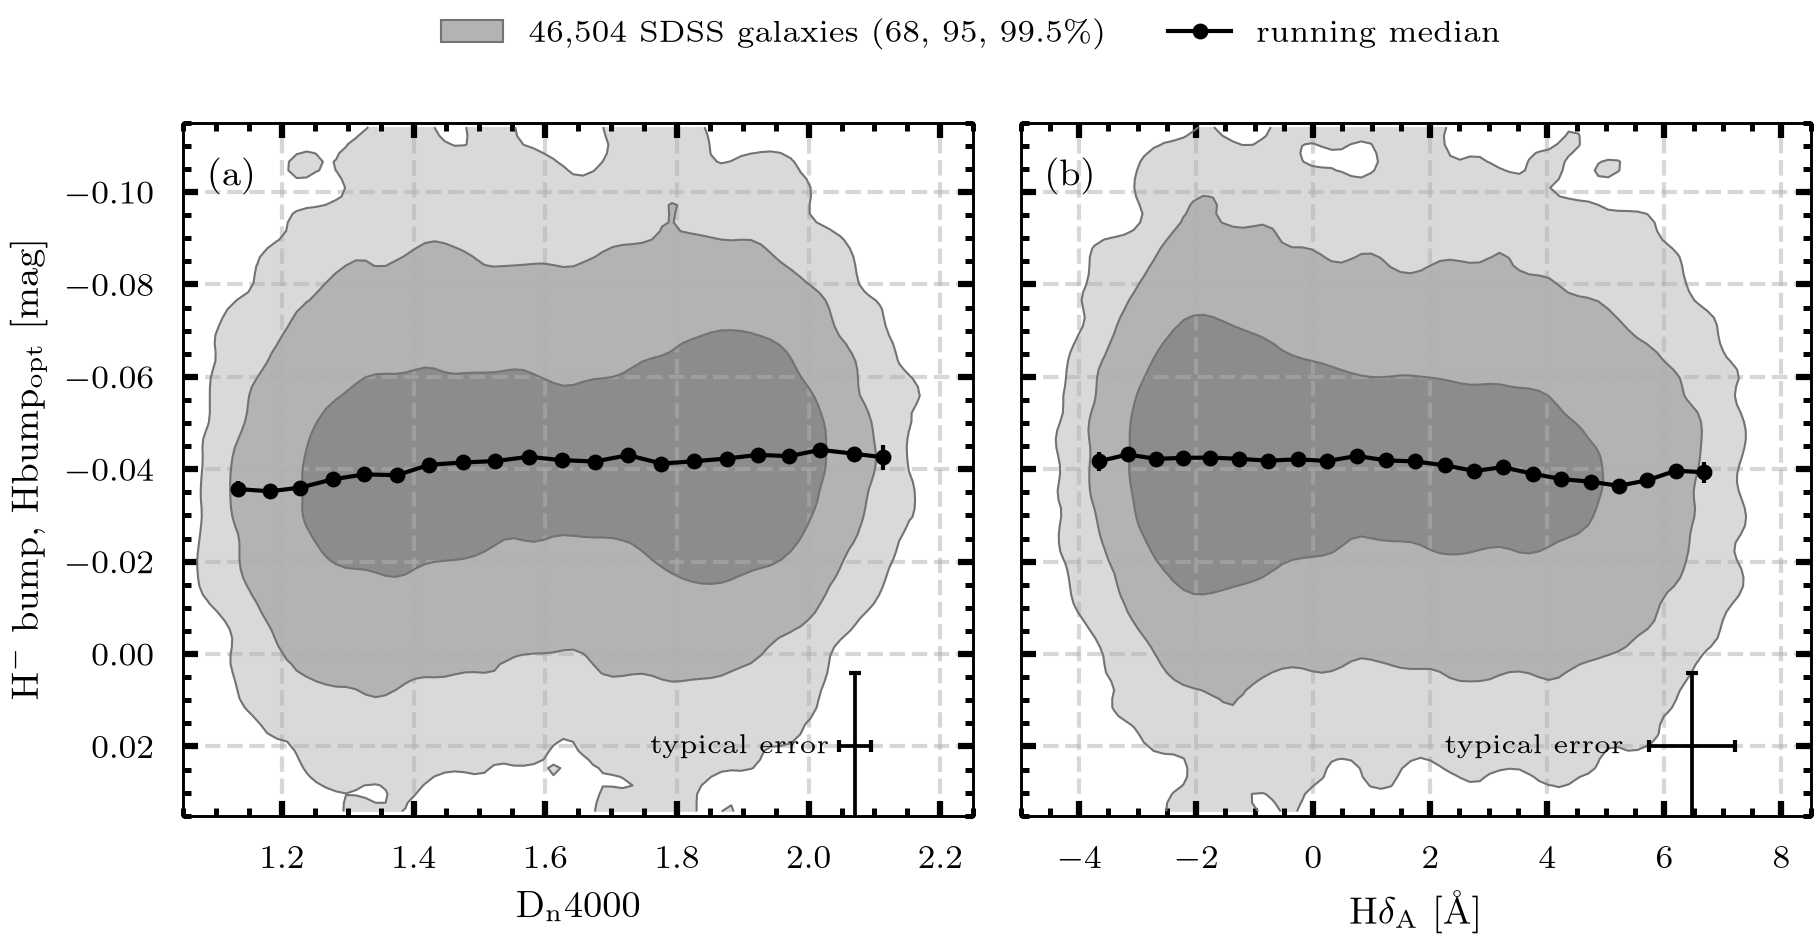 46,504 SDSS galaxies (68, 95, 99.5%)
running median
H⁻ bump, Hbump_opt [mag]
(a)
(b)
−0.10
−0.08
−0.06
−0.04
−0.02
0.00
0.02
typical error
typical error
1.2 1.4 1.6 1.8 2.0 2.2
−4 −2 0 2 4 6 8
Dₙ4000
Hδ_A [Å]